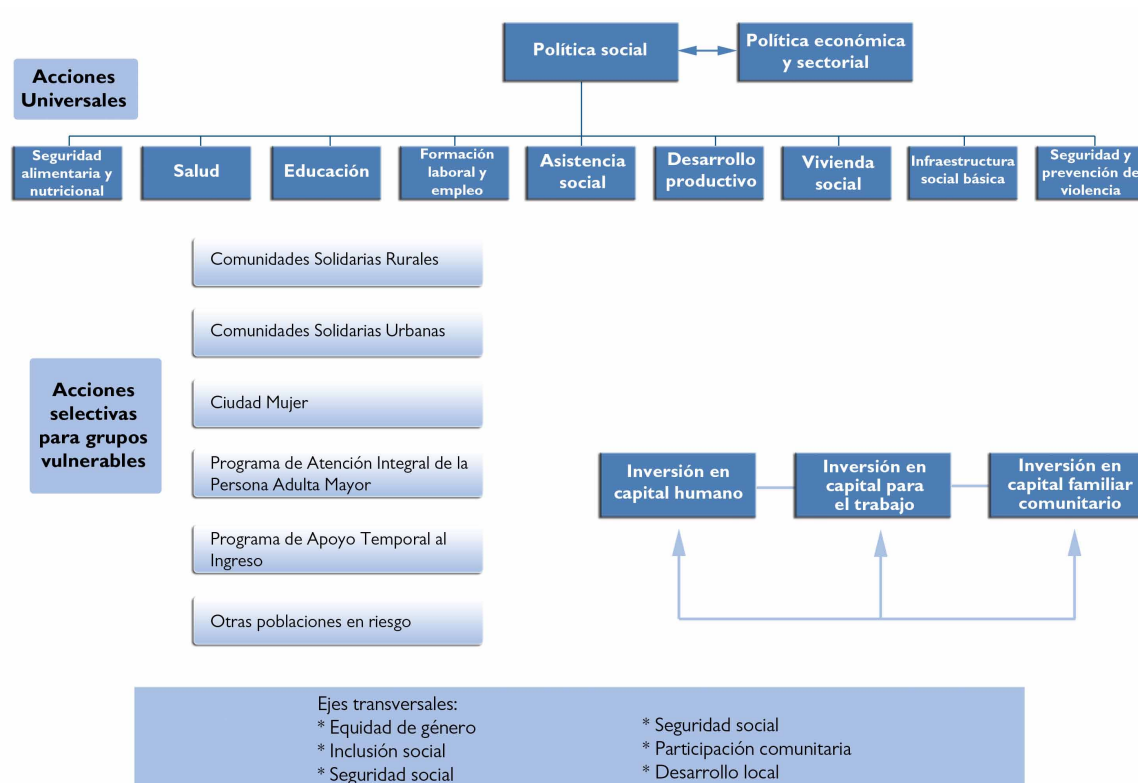 Política social
Política económica
y sectorial
Acciones
Universales
Seguridad
alimentaria y
nutricional
Salud
Educación
Formación
laboral y
empleo
Asistencia
social
Desarrollo
productivo
Vivienda
social
Infraestructura
social básica
Seguridad y
prevención de
violencia
Comunidades Solidarias Rurales
Comunidades Solidarias Urbanas
Ciudad Mujer
Programa de Atención Integral de la
Persona Adulta Mayor
Programa de Apoyo Temporal al
Ingreso
Otras poblaciones en riesgo
Acciones
selectivas
para grupos
vulnerables
Inversión en
capital humano
Inversión en
capital para
el trabajo
Inversión en
capital familiar
comunitario
Ejes transversales:
* Equidad de género
* Inclusión social
* Seguridad social
* Seguridad social
* Participación comunitaria
* Desarrollo local